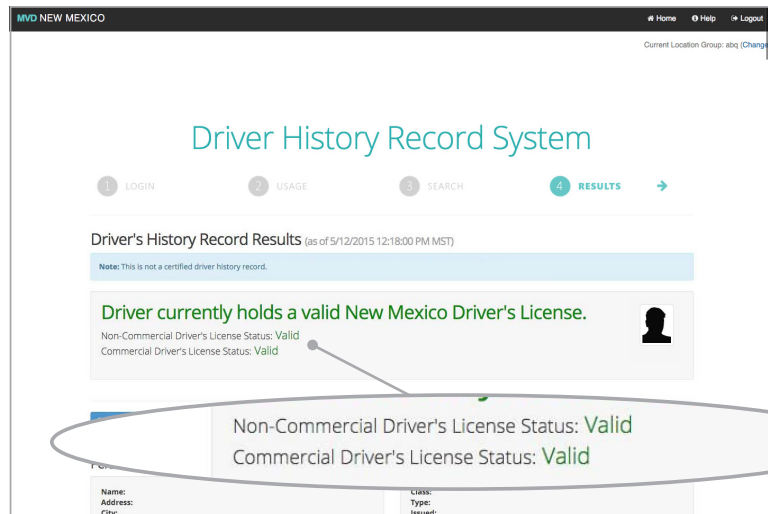 MVD NEW MEXICO Home Help Logout
Current Location Group: abq (Change
Driver History Record System
1 LOGIN 2 USAGE 3 SEARCH 4 RESULTS
Driver's History Record Results (as of 5/12/2015 12:18:00 PM MST)
Note: This is not a certified driver history record.
Driver currently holds a valid New Mexico Driver's License.
Non-Commercial Driver's License Status: Valid
Commercial Driver's License Status: Valid
Non-Commercial Driver's License Status: Valid
Commercial Driver's License Status: Valid
Name: Class:
Address: Type:
City: Issued: